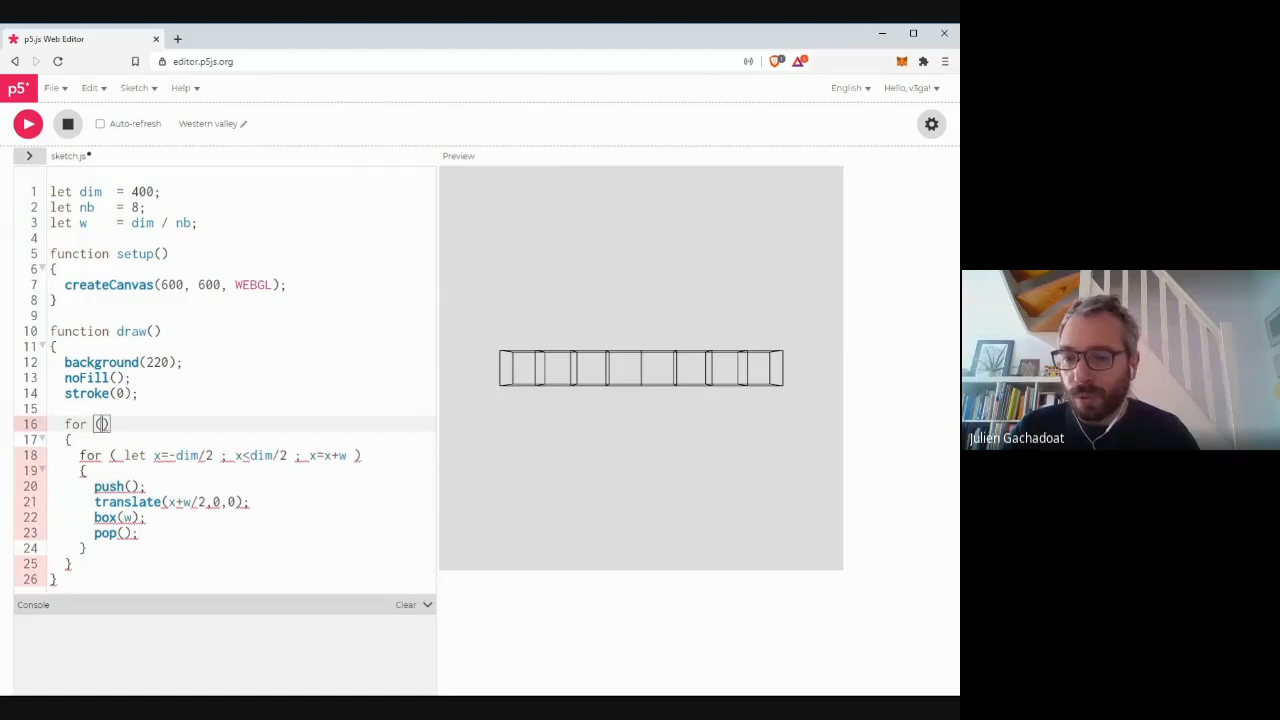 p5.js Web Editor
editor.p5js.org
p5* File Edit Sketch Help English Hello, v3ga!
Auto-refresh Western valley
sketch.js Preview
1 let dim = 400;
2 let nb = 8;
3 let w = dim / nb;
4
5 function setup()
6 {
7 createCanvas(600, 600, WEBGL);
8 }
9
10 function draw()
11 {
12 background(220);
13 noFill();
14 stroke(0);
15
16 for ()
17 {
18 for ( let x=-dim/2 ; x<dim/2 ; x=x+w )
19 {
20 push();
21 translate(x+w/2,0,0);
22 box(w);
23 pop();
24 }
25 }
26 }
Console Clear
Julien Gachadoat